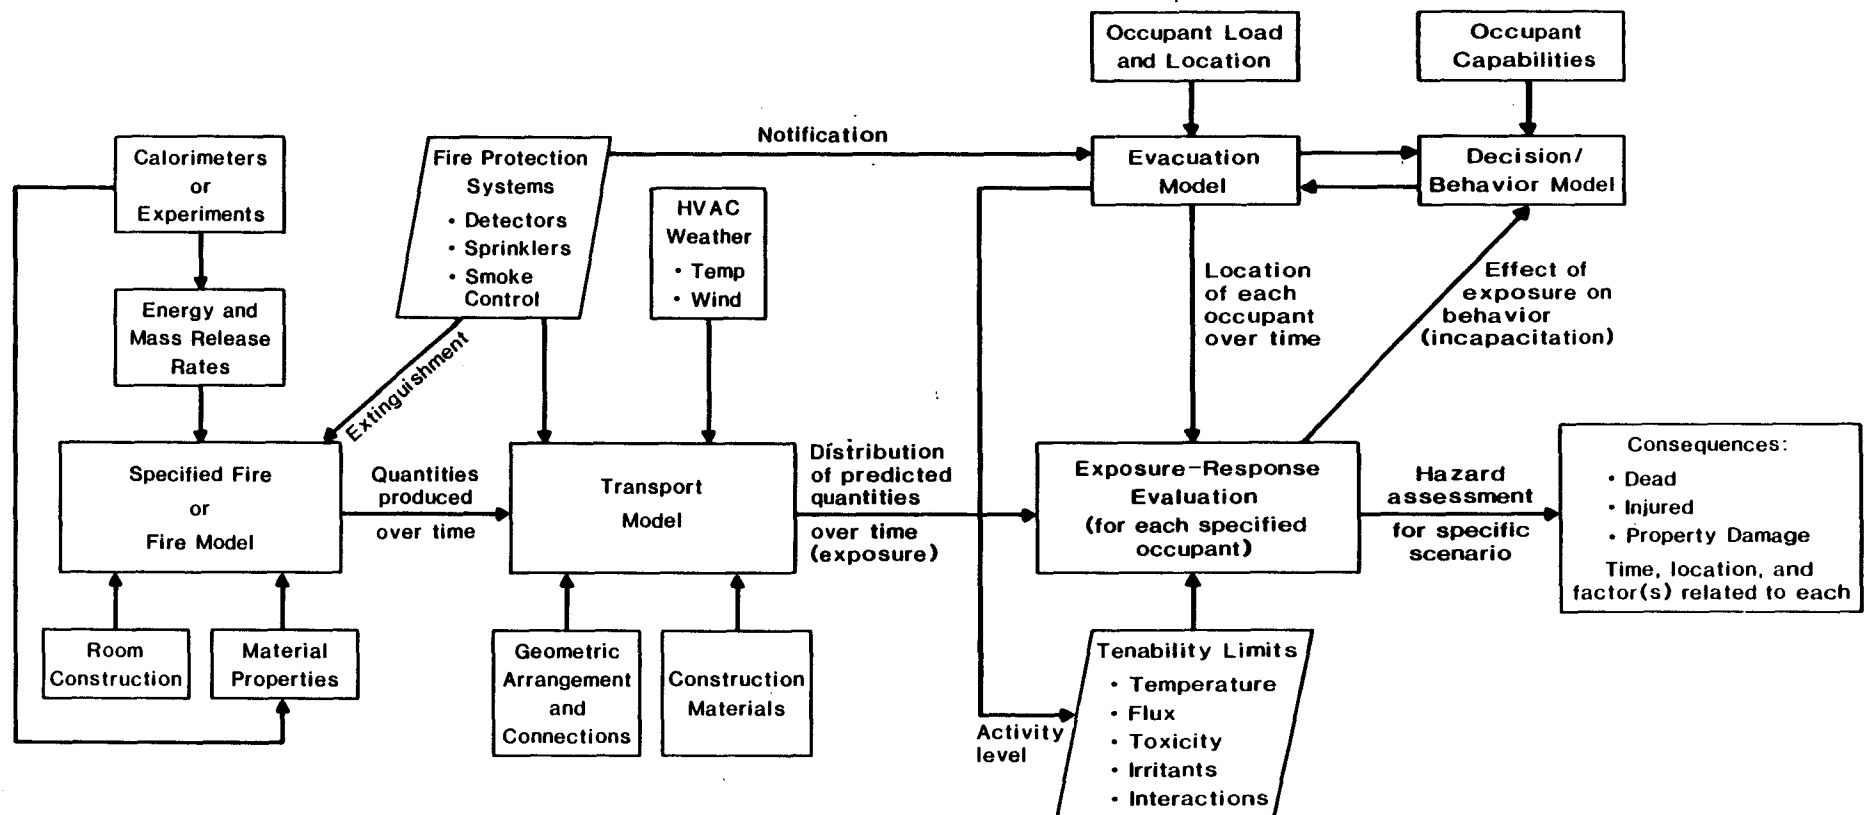 Occupant Load
and Location
Occupant
Capabilities
Calorimeters
or
Experiments
Fire Protection
Systems
• Detectors
• Sprinklers
• Smoke
Control
Notification
Evacuation
Model
Decision/
Behavior Model
HVAC
Weather
• Temp
• Wind
Energy and
Mass Release
Rates
Extinguishment
Location
of each
occupant
over time
Effect of
exposure on
behavior
(incapacitation)
Specified Fire
or
Fire Model
Quantities
produced
over time
Transport
Model
Distribution
of predicted
quantities
over time
(exposure)
Exposure-Response
Evaluation
(for each specified
occupant)
Hazard
assessment
for specific
scenario
Consequences:
• Dead
• Injured
• Property Damage
Time, location, and
factor(s) related to each
Room
Construction
Material
Properties
Geometric
Arrangement
and
Connections
Construction
Materials
Activity
level
Tenability Limits
• Temperature
• Flux
• Toxicity
• Irritants
• Interactions